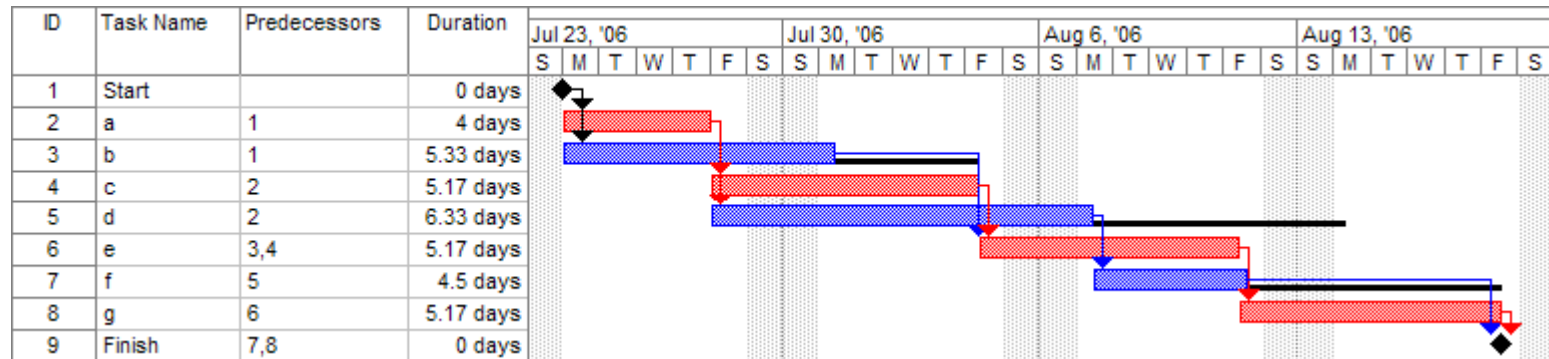 ID Task Name Predecessors Duration Jul 23, '06 Jul 30, '06 Aug 6, '06 Aug 13, '06
S M T W T F S S M T W T F S S M T W T F S S M T W T F S
1 Start 0 days
2 a 1 4 days
3 b 1 5.33 days
4 c 2 5.17 days
5 d 2 6.33 days
6 e 3,4 5.17 days
7 f 5 4.5 days
8 g 6 5.17 days
9 Finish 7,8 0 days